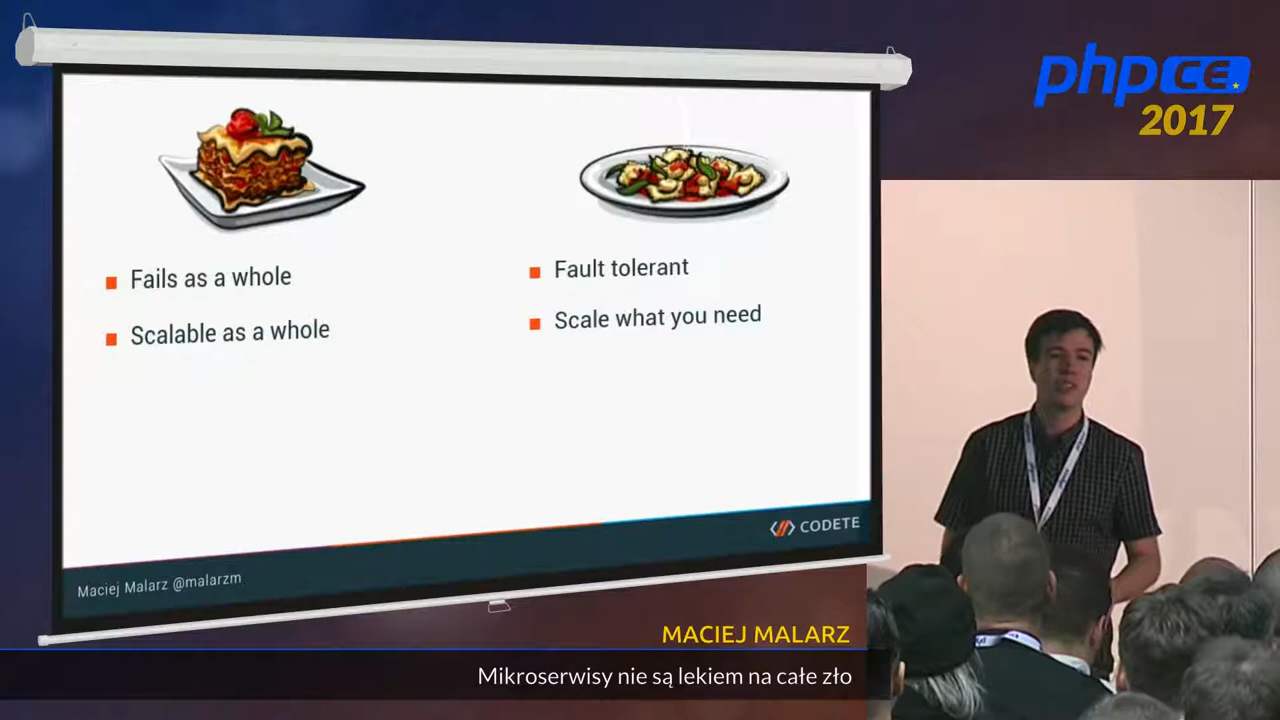 phpCE
2017
Fails as a whole
Scalable as a whole
Fault tolerant
Scale what you need
CODETE
Maciej Malarz @malarzm
MACIEJ MALARZ
Mikroserwisy nie są lekiem na całe zło